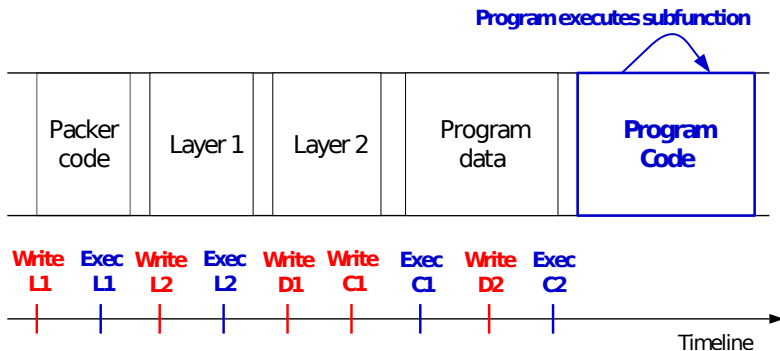 Program executes subfunction
Packer
code
Layer 1
Layer 2
Program
data
Program
Code
Write Exec Write Exec Write Write Exec Write Exec
L1 L1 L2 L2 D1 C1 C1 D2 C2
Timeline